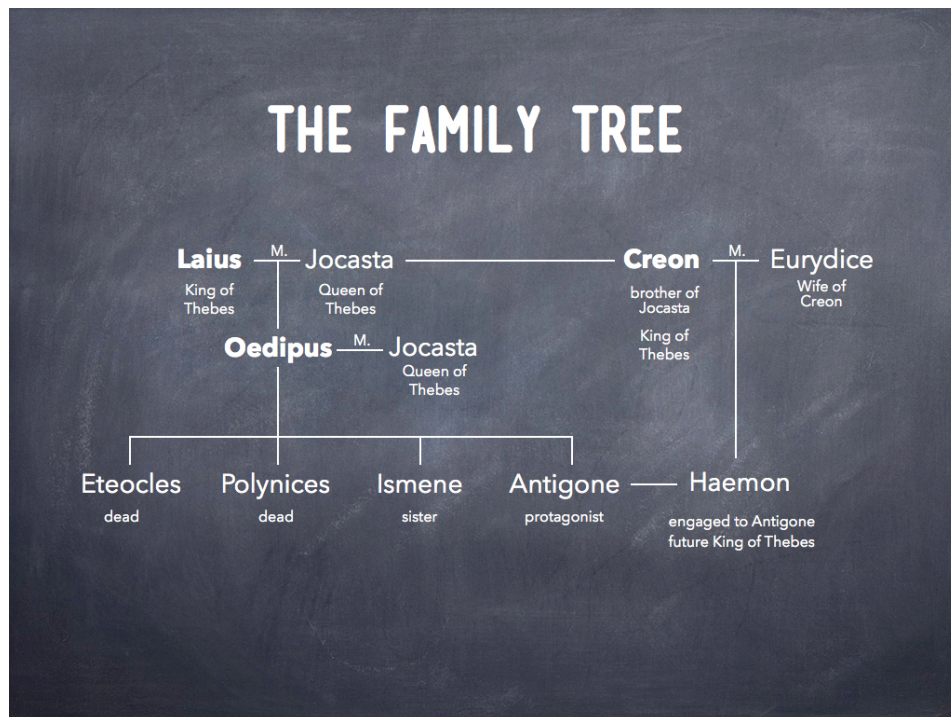 THE FAMILY TREE
Laius M. Jocasta Creon M. Eurydice
King of
Thebes
Queen of
Thebes
brother of
Jocasta
King of
Thebes
Wife of
Creon
Oedipus M. Jocasta
Queen of
Thebes
Eteocles Polynices Ismene Antigone Haemon
dead
dead
sister
protagonist
engaged to Antigone
future King of Thebes